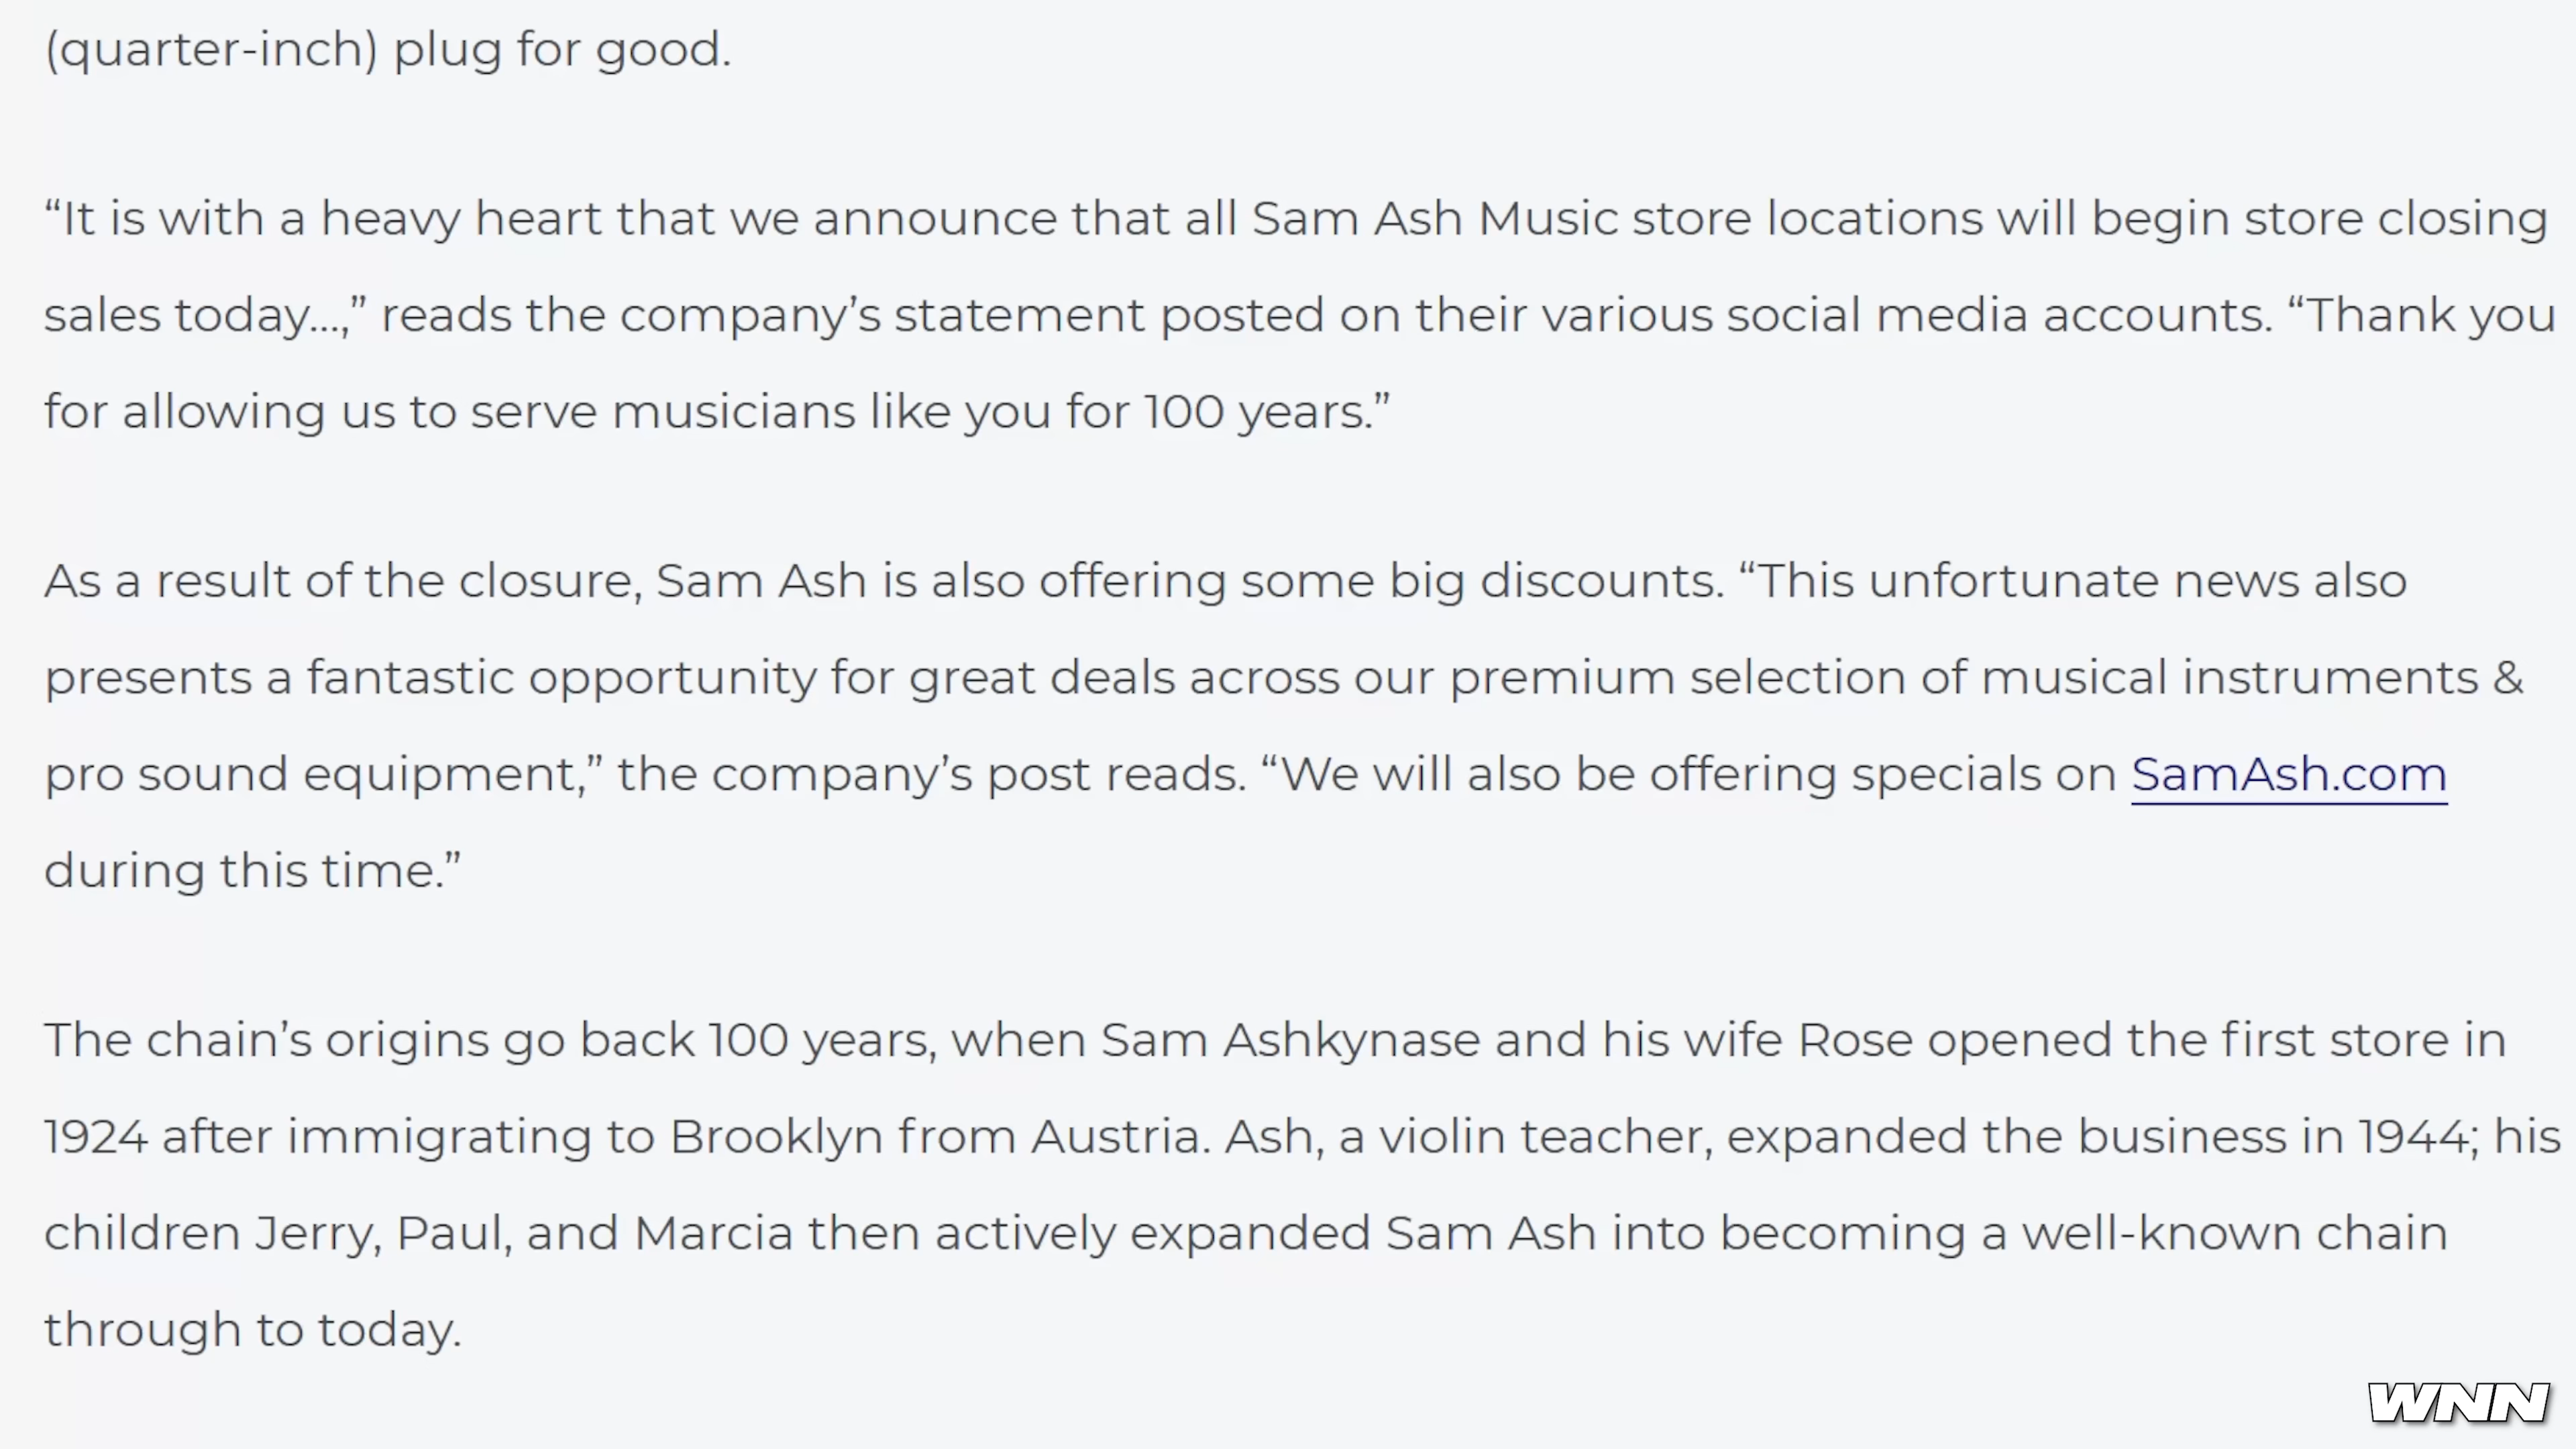 (quarter-inch) plug for good.
“It is with a heavy heart that we announce that all Sam Ash Music store locations will begin store closing
sales today…,” reads the company’s statement posted on their various social media accounts. “Thank you
for allowing us to serve musicians like you for 100 years.”
As a result of the closure, Sam Ash is also offering some big discounts. “This unfortunate news also
presents a fantastic opportunity for great deals across our premium selection of musical instruments &
pro sound equipment,” the company’s post reads. “We will also be offering specials on SamAsh.com
during this time.”
The chain’s origins go back 100 years, when Sam Ashkynase and his wife Rose opened the first store in
1924 after immigrating to Brooklyn from Austria. Ash, a violin teacher, expanded the business in 1944; his
children Jerry, Paul, and Marcia then actively expanded Sam Ash into becoming a well-known chain
through to today.
WNN